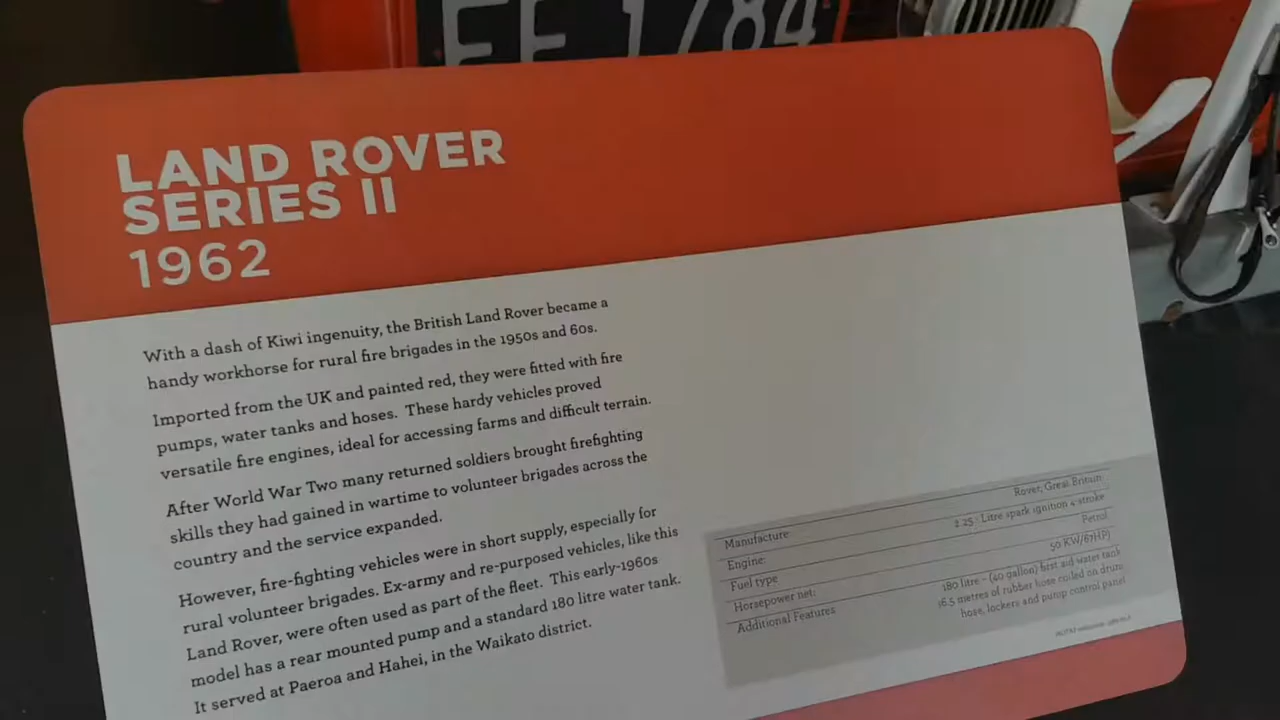 EE 1784
LAND ROVER
SERIES II
1962
With a dash of Kiwi ingenuity, the British Land Rover became a
handy workhorse for rural fire brigades in the 1950s and 60s.
Imported from the UK and painted red, they were fitted with fire
pumps, water tanks and hoses. These hardy vehicles proved
versatile fire engines, ideal for accessing farms and difficult terrain.
After World War Two many returned soldiers brought firefighting
skills they had gained in wartime to volunteer brigades across the
country and the service expanded.
However, fire-fighting vehicles were in short supply, especially for
rural volunteer brigades. Ex-army and re-purposed vehicles, like this
Land Rover, were often used as part of the fleet. This early-1960s
model has a rear mounted pump and a standard 180 litre water tank.
It served at Paeroa and Hahei, in the Waikato district.
Manufacture Rover, Great Britain
Engine: 2.25 Litre spark ignition 4 stroke
Fuel type Petrol
Horsepower net: 50 KW/67HP)
Additional Features 180 litre - (40 gallon) first aid water tank
36.5 metres of rubber hose coiled on drum
hose, lockers and pump control panel